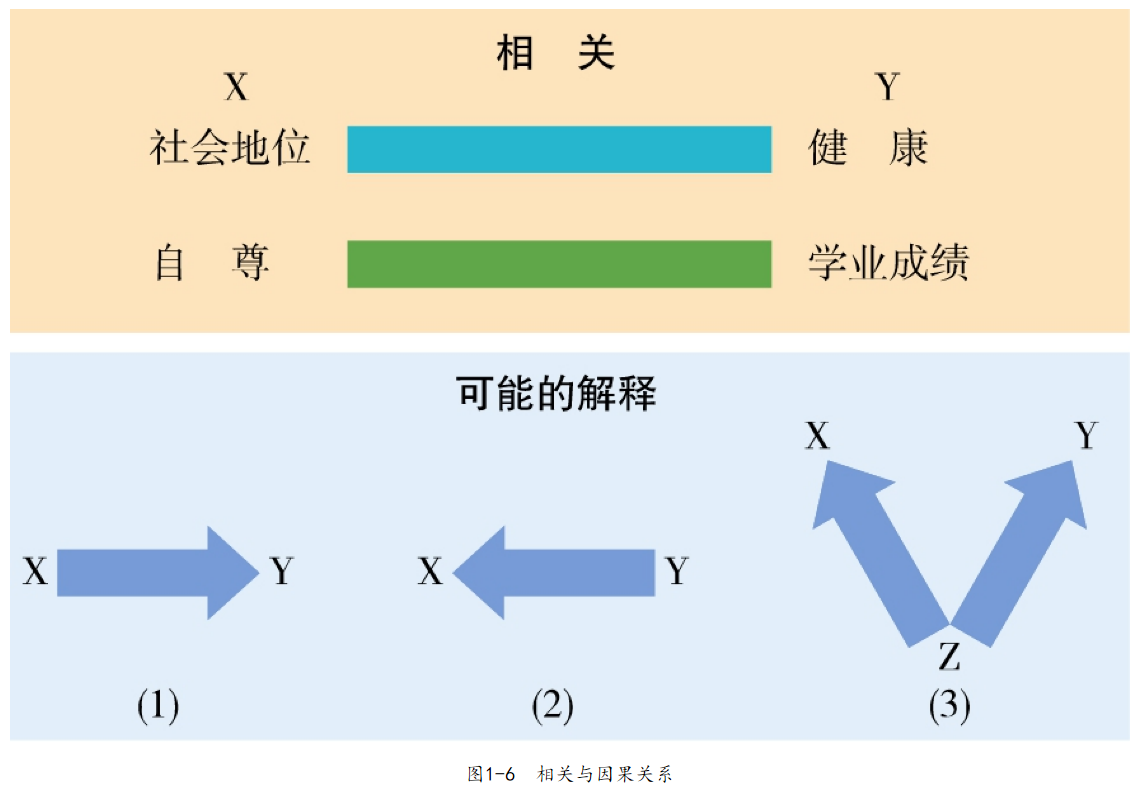 相 关
X Y
社会地位 健 康
自 尊 学业成绩
可能的解释
X Y
X Y X Y
Z
(1) (2) (3)
图1-6 相关与因果关系